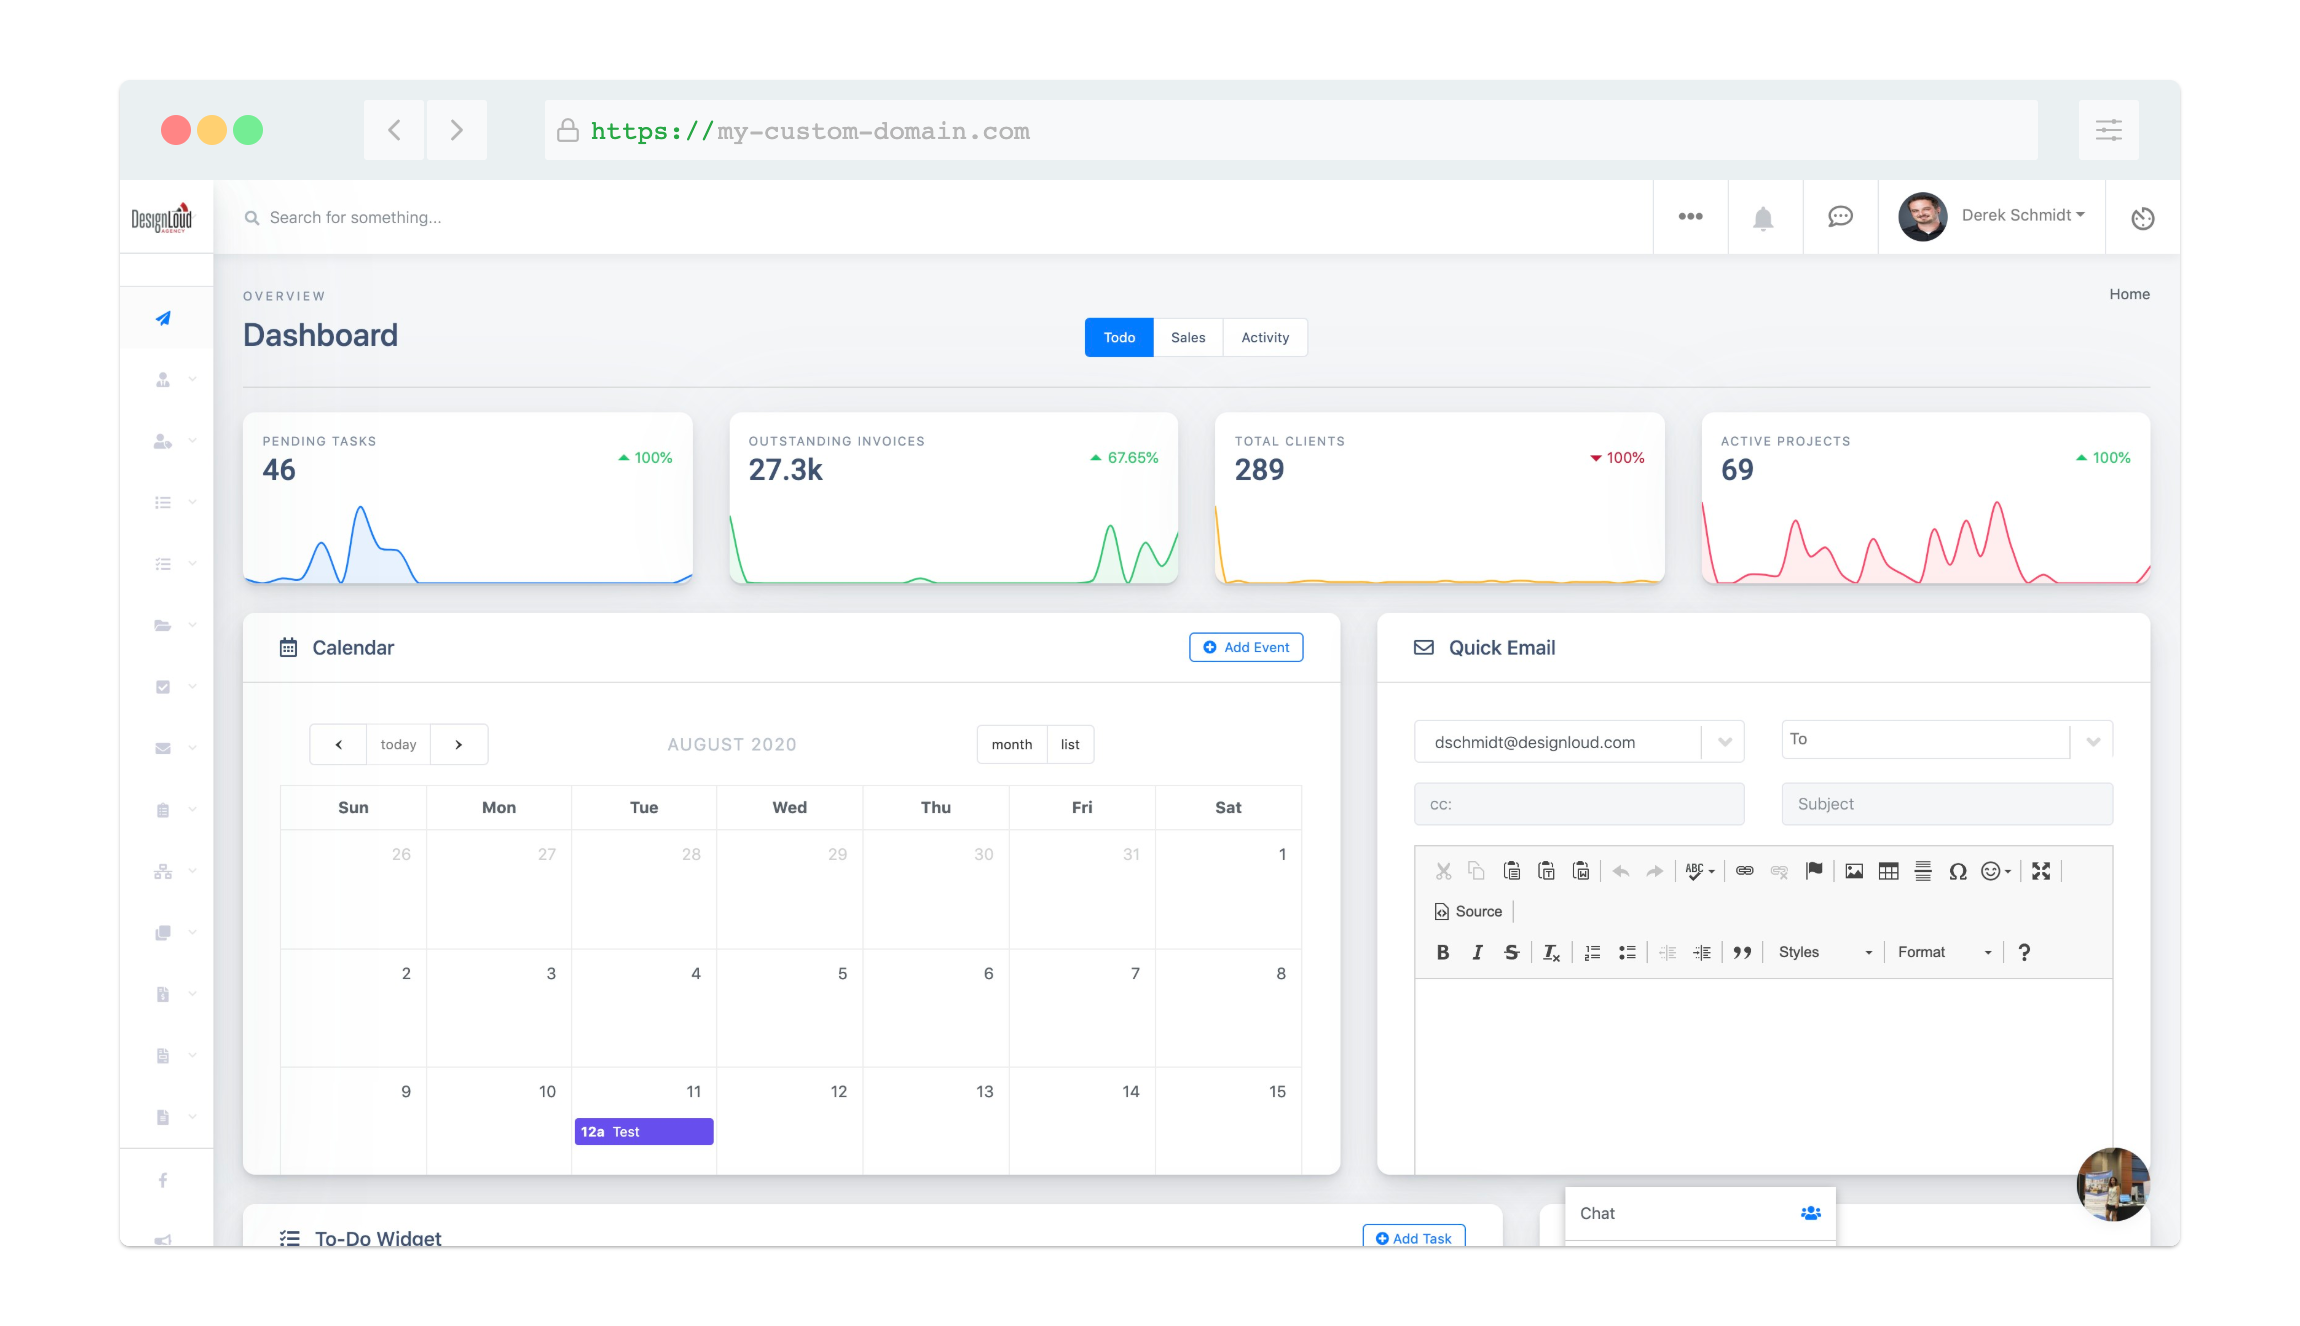 https://my-custom-domain.com
DesignLoud
AGENCY
Search for something...
Derek Schmidt
OVERVIEW
Home
Dashboard
Todo Sales Activity
PENDING TASKS
46
100%
OUTSTANDING INVOICES
27.3k
67.65%
TOTAL CLIENTS
289
100%
ACTIVE PROJECTS
69
100%
Calendar
Add Event
today
AUGUST 2020
month list
Sun Mon Tue Wed Thu Fri Sat
26 27 28 29 30 31 1
2 3 4 5 6 7 8
9 10 11 12 13 14 15
12a Test
Quick Email
dschmidt@designloud.com
To
cc:
Subject
ABC
Source
Styles
Format
To-Do Widget
Add Task
Chat